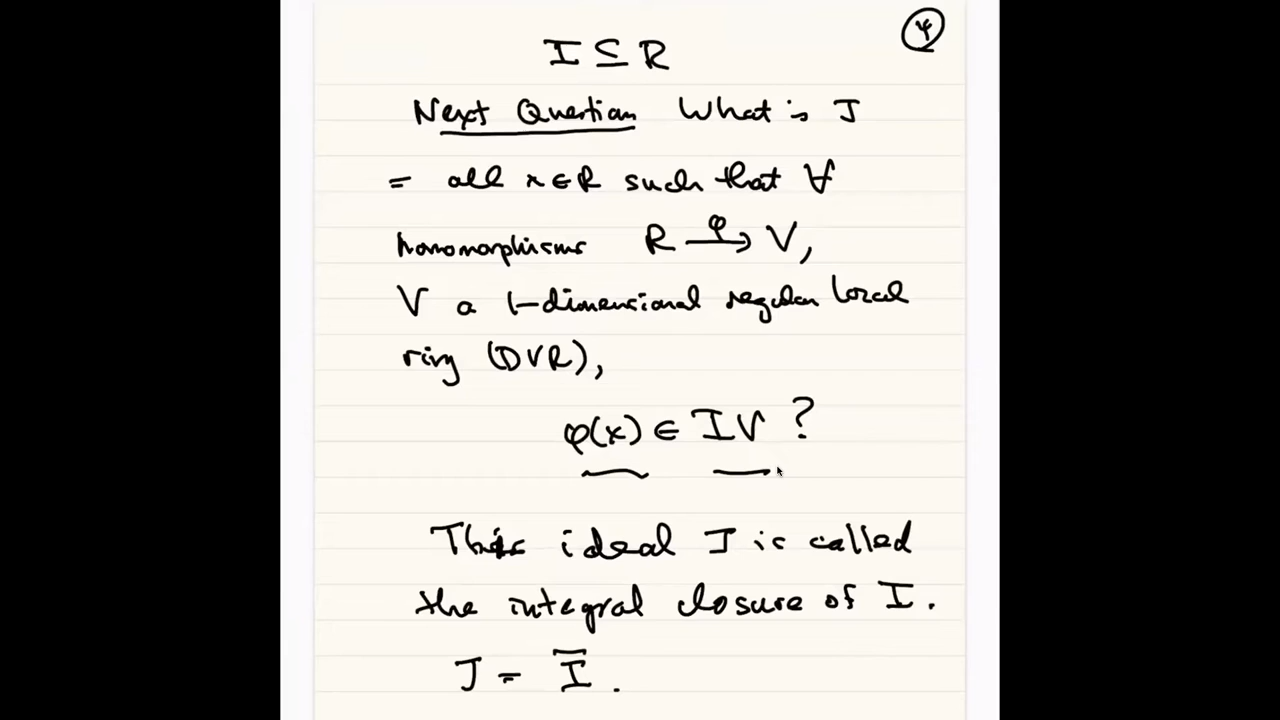 4
I ⊆ R
Next Question What is J
= all x ∈ R such that ∀
homomorphisms R –φ→ V,
V a 1-dimensional regular local
ring (DVR),
φ(x) ∈ IV ?
This ideal J is called
the integral closure of I.
J = I̅.